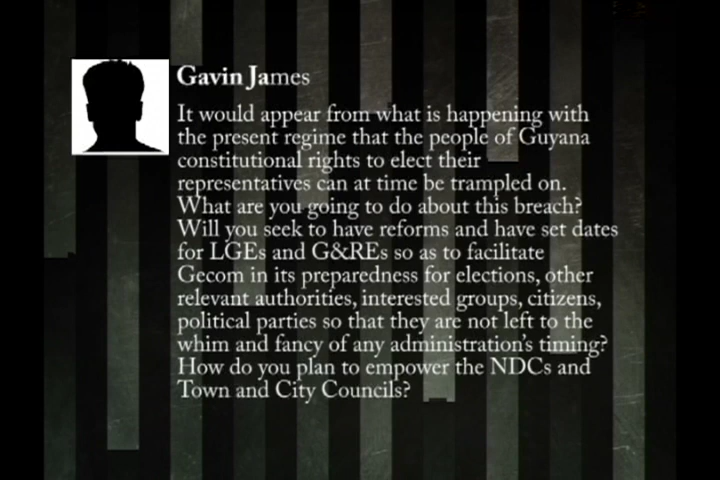 Gavin James
It would appear from what is happening with
the present regime that the people of Guyana
constitutional rights to elect their
representatives can at time be trampled on.
What are you going to do about this breach?
Will you seek to have reforms and have set dates
for LGEs and G&REs so as to facilitate
Gecom in its preparedness for elections, other
relevant authorities, interested groups, citizens,
political parties so that they are not left to the
whim and fancy of any administration's timing?
How do you plan to empower the NDCs and
Town and City Councils?